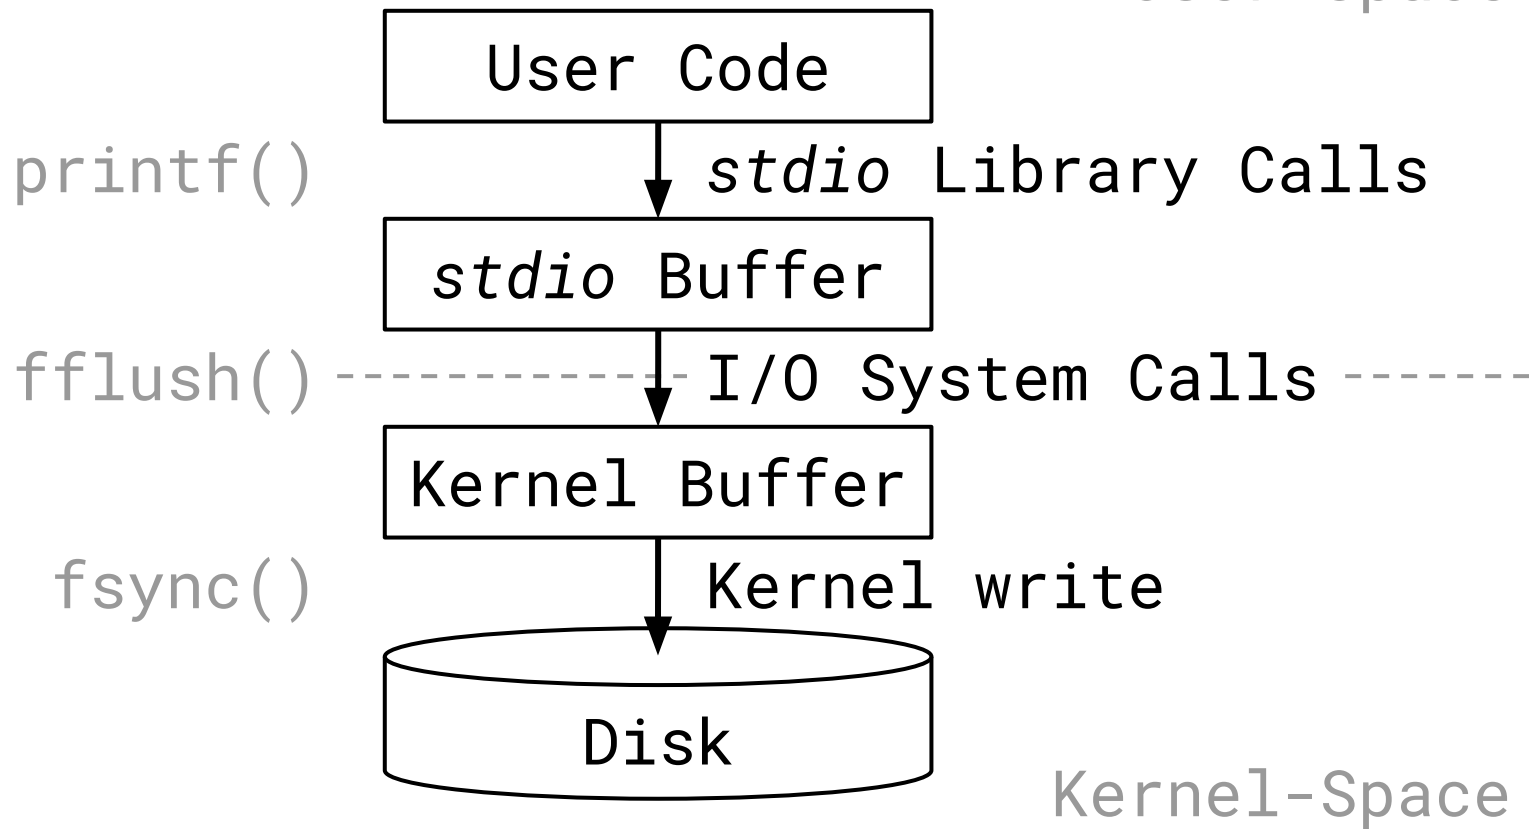 User Code
printf()
stdio Library Calls
stdio Buffer
fflush()
I/O System Calls
Kernel Buffer
fsync()
Kernel write
Disk
Kernel-Space